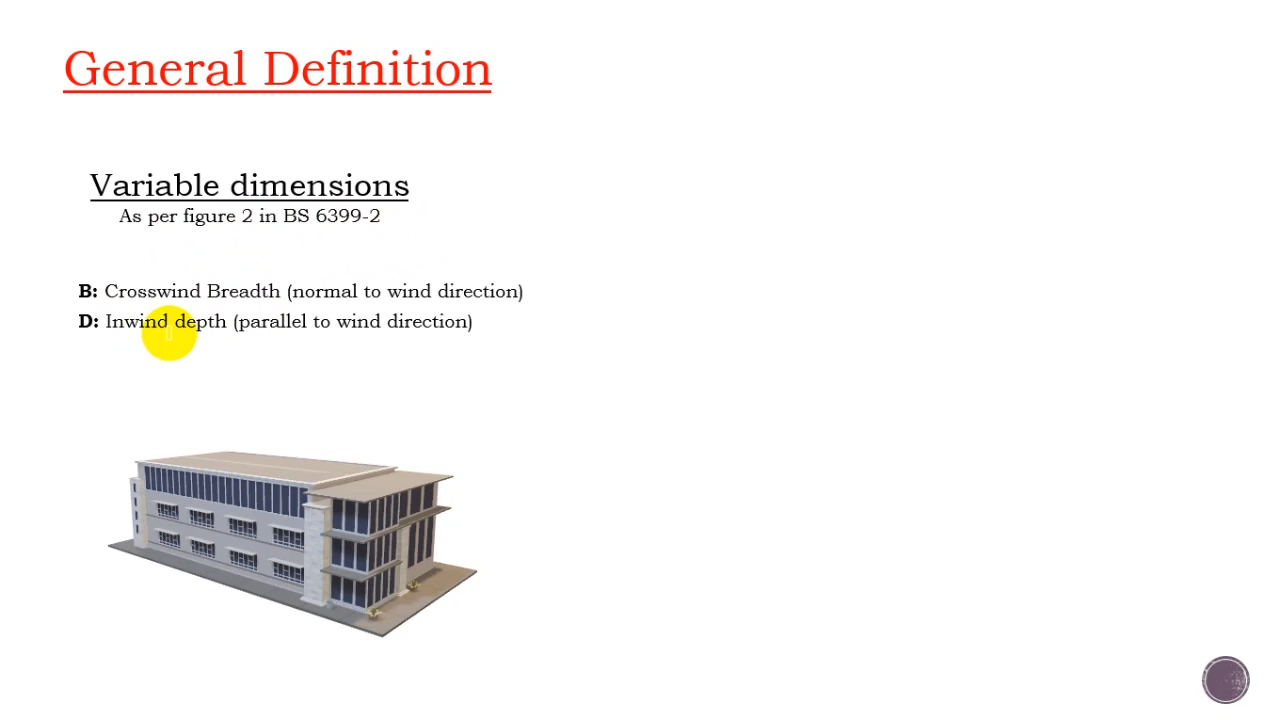 General Definition
Variable dimensions
As per figure 2 in BS 6399-2
B: Crosswind Breadth (normal to wind direction)
D: Inwind depth (parallel to wind direction)